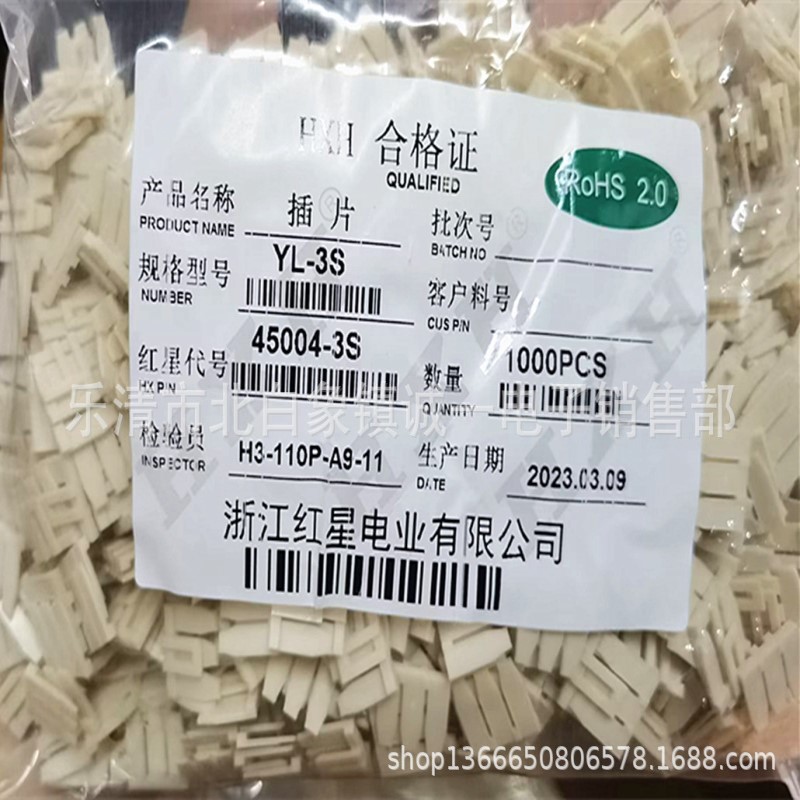 HXH 合格证
QUALIFIED
RoHS 2.0
产品名称 插片
PRODUCT NAME
批次号
BATCH NO
规格型号 YL-3S
NUMBER
客户料号
CUS P/N
红星代号 45004-3S
HX P/N
数量 1000PCS
QUANTITY
乐清市北白象镇诚一电子销售部
检验员 H3-110P-A9-11
INSPECTOR
生产日期 2023.03.09
DATE
浙江红星电业有限公司
shop1366650806578.1688.com